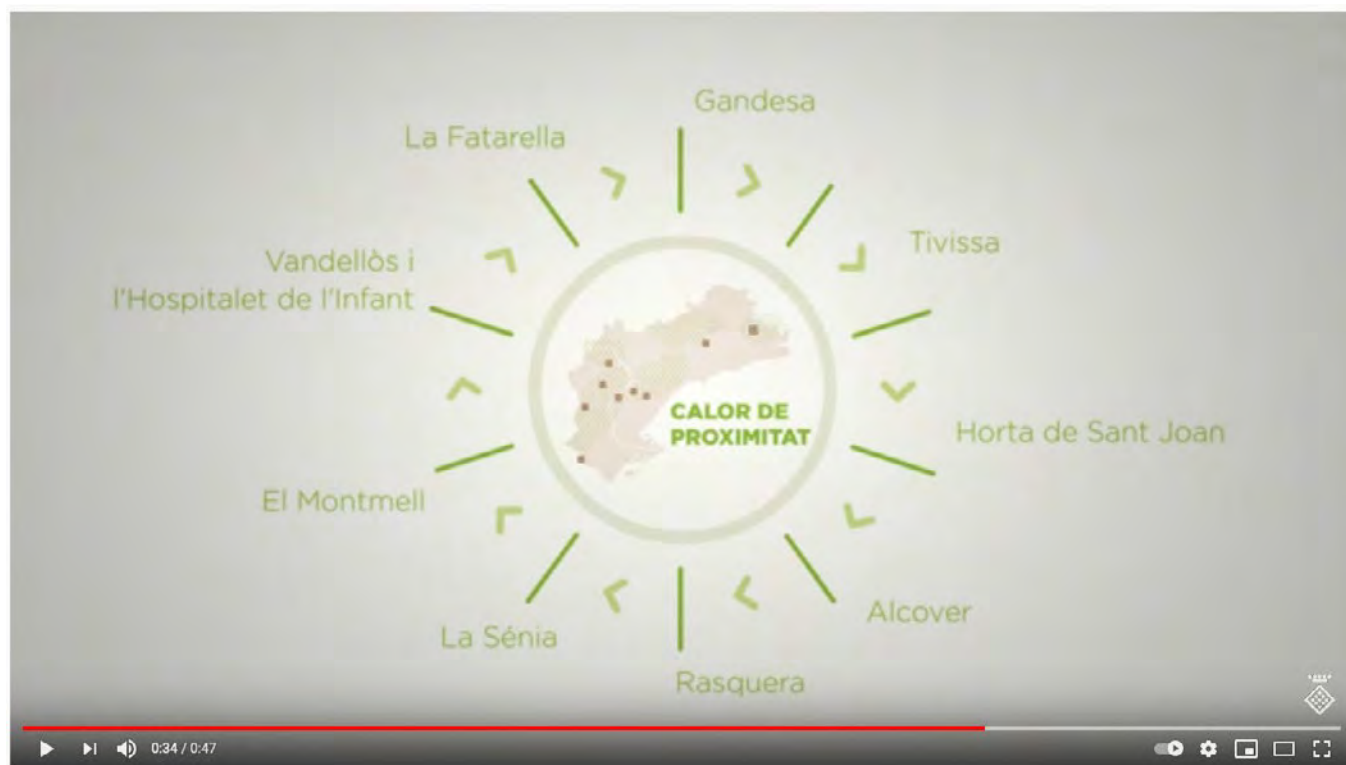 Gandesa
La Fatarella
Tivissa
Vandellòs i
l'Hospitalet de l'Infant
CALOR DE
PROXIMITAT
Horta de Sant Joan
El Montmell
Alcover
La Sénia
Rasquera
0:34 / 0:47